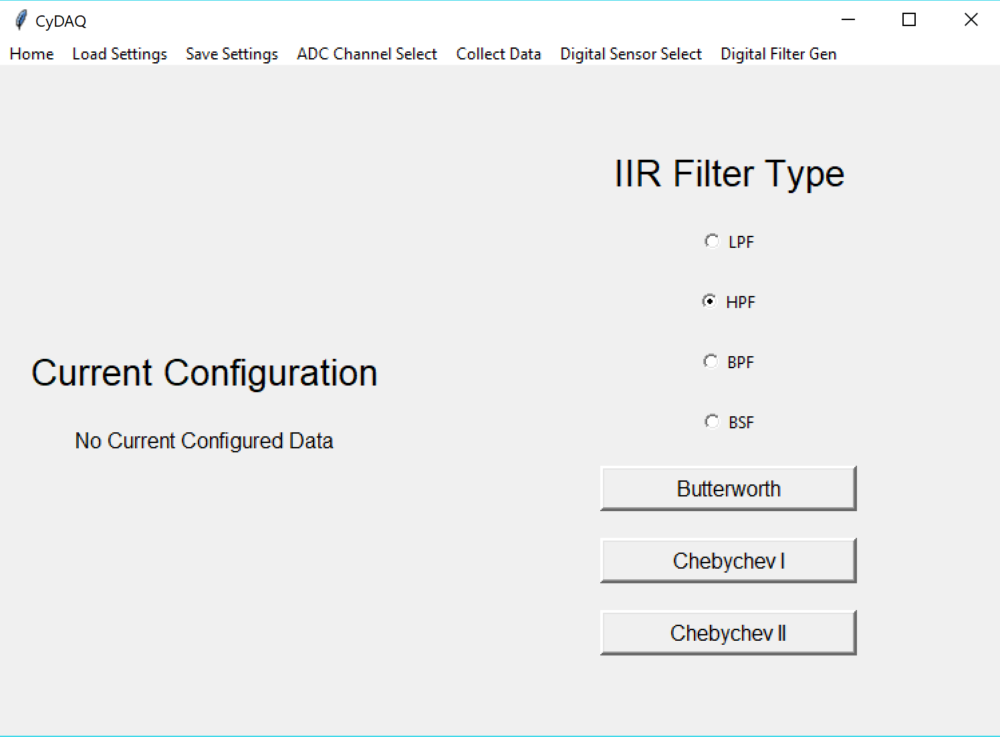 CyDAQ
Home Load Settings Save Settings ADC Channel Select Collect Data Digital Sensor Select Digital Filter Gen
IIR Filter Type
LPF
HPF
BPF
BSF
Current Configuration
No Current Configured Data
Butterworth
Chebychev I
Chebychev II